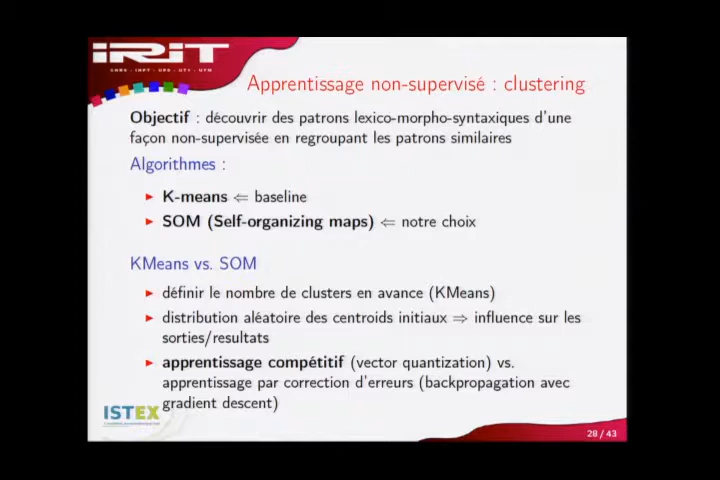 IRIT
CNRS - INPT - UPS - UT1 - UTM
Apprentissage non-supervisé : clustering
Objectif : découvrir des patrons lexico-morpho-syntaxiques d'une
façon non-supervisée en regroupant les patrons similaires
Algorithmes :
► K-means ⇐ baseline
► SOM (Self-organizing maps) ⇐ notre choix
KMeans vs. SOM
► définir le nombre de clusters en avance (KMeans)
► distribution aléatoire des centroids initiaux ⇒ influence sur les
sorties/resultats
► apprentissage compétitif (vector quantization) vs.
apprentissage par correction d'erreurs (backpropagation avec
gradient descent)
ISTEX
28 / 43